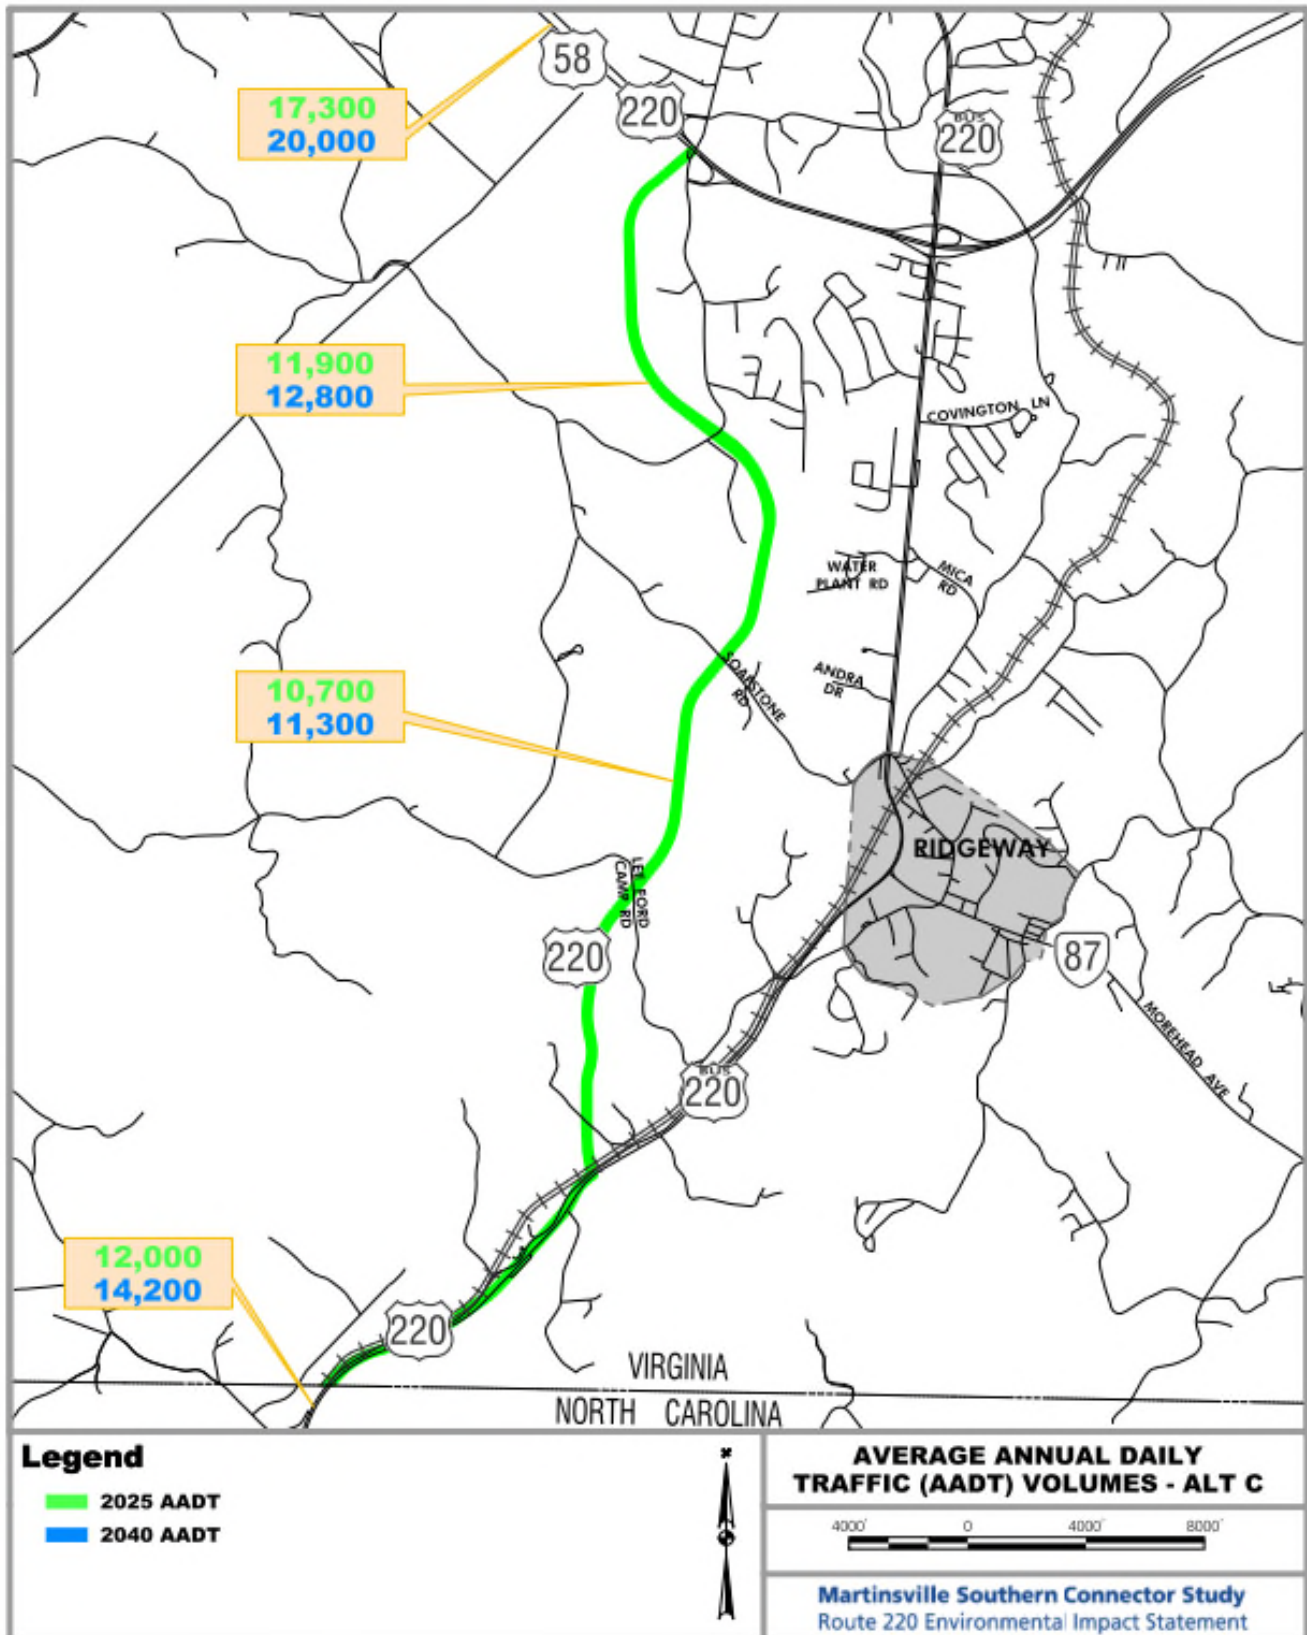 58
17,300
20,000
220
BUS
220
11,900
12,800
COVINGTON LN
WATER
PLANT RD
MICA
RD
SOAPSTONE
RD
ANDRA
DR
10,700
11,300
RIDGEWAY
CAMP RD
220
87
MOREHEAD AVE
BUS
220
12,000
14,200
220
VIRGINIA
NORTH CAROLINA
Legend
2025 AADT
2040 AADT
AVERAGE ANNUAL DAILY
TRAFFIC (AADT) VOLUMES - ALT C
4000' 0 4000' 8000'
Martinsville Southern Connector Study
Route 220 Environmental Impact Statement